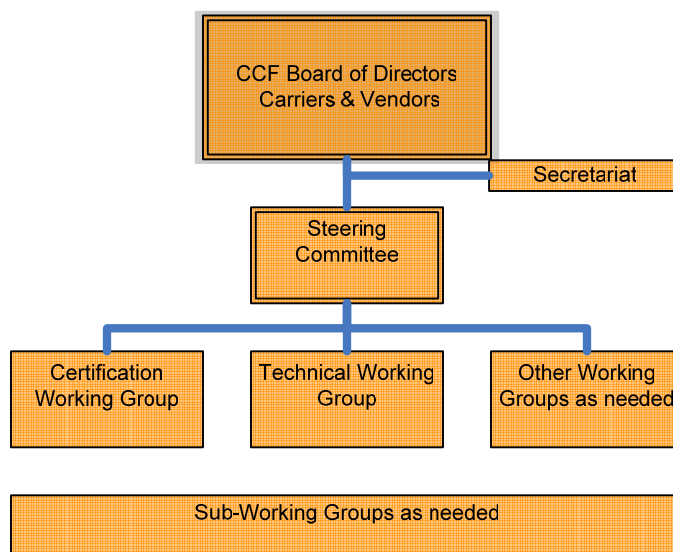 CCF Board of Directors
Carriers & Vendors
Secretariat
Steering
Committee
Certification
Working Group
Technical Working
Group
Other Working
Groups as needed
Sub-Working Groups as needed